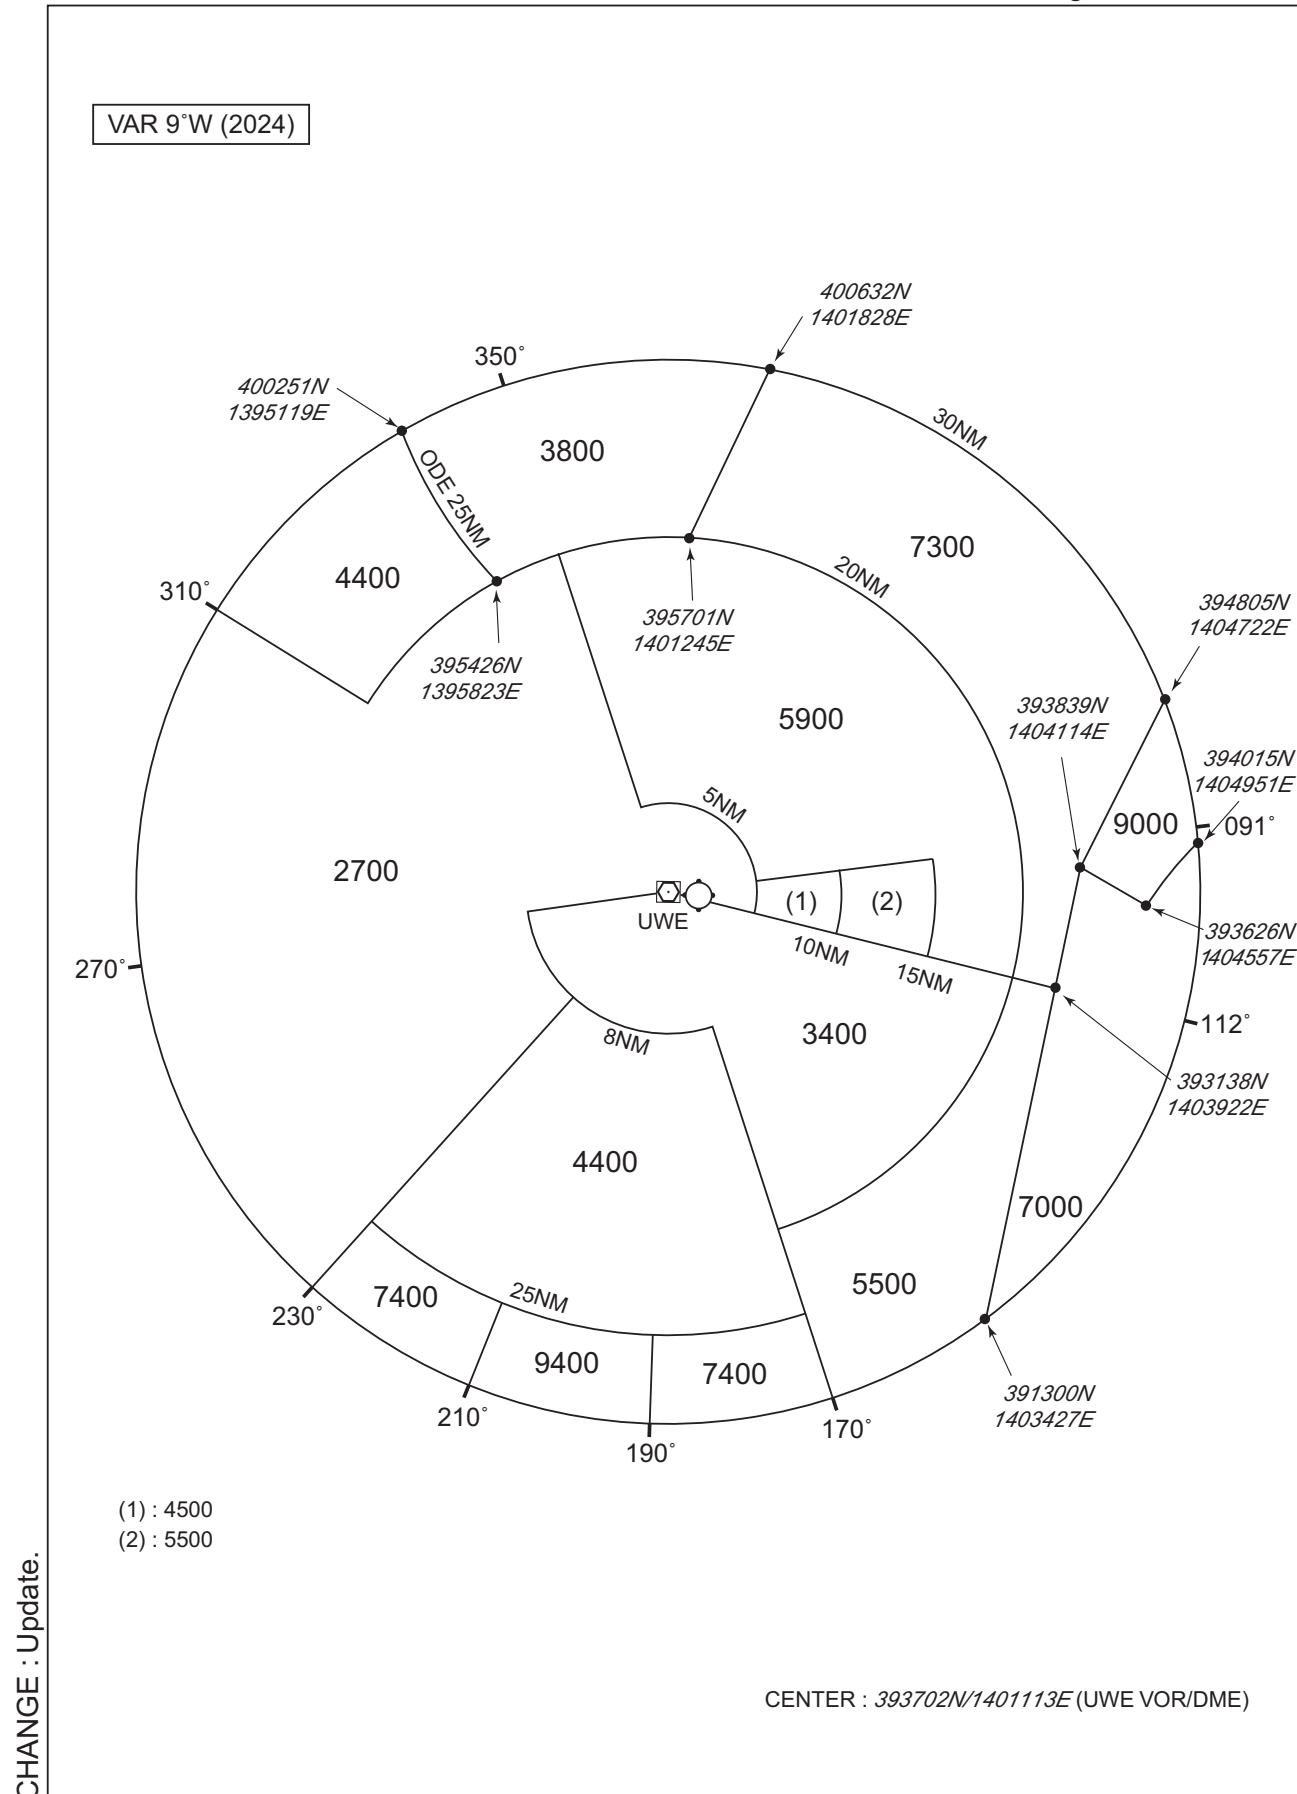 VAR 9˚W (2024)
400632N
1401828E
350˚
400251N
1395119E
30NM
3800
ODE 25NM
7300
4400
310˚
20NM
395701N
1401245E
394805N
1404722E
395426N
1395823E
5900
393839N
1404114E
394015N
1404951E
5NM
9000
091˚
2700
(1)
(2)
UWE
10NM
15NM
393626N
1404557E
270˚
112˚
3400
8NM
393138N
1403922E
4400
7000
5500
7400
25NM
230˚
9400
7400
210˚
170˚
190˚
391300N
1403427E
(1) : 4500
(2) : 5500
CHANGE : Update.
CENTER : 393702N/1401113E (UWE VOR/DME)